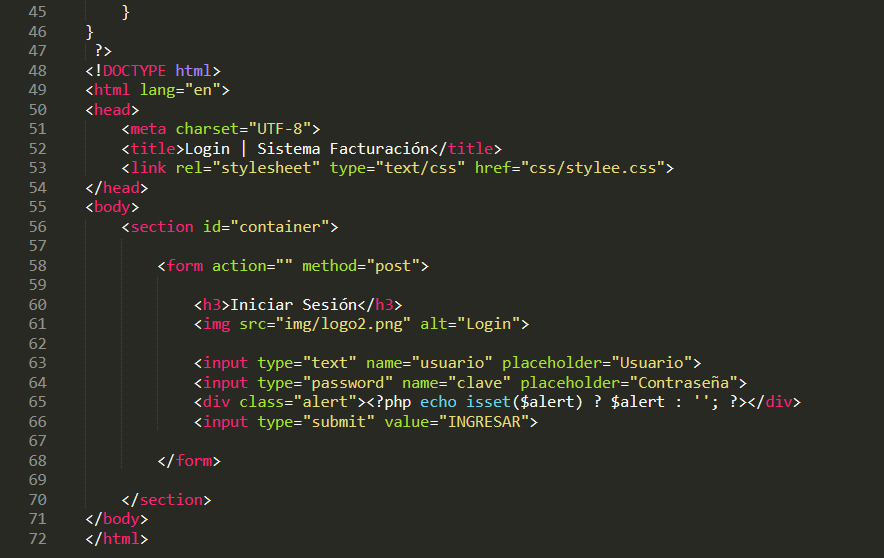 45 }
46 }
47 ?>
48 <!DOCTYPE html>
49 <html lang="en">
50 <head>
51 <meta charset="UTF-8">
52 <title>Login | Sistema Facturación</title>
53 <link rel="stylesheet" type="text/css" href="css/stylee.css">
54 </head>
55 <body>
56 <section id="container">
57
58 <form action="" method="post">
59
60 <h3>Iniciar Sesión</h3>
61 <img src="img/logo2.png" alt="Login">
62
63 <input type="text" name="usuario" placeholder="Usuario">
64 <input type="password" name="clave" placeholder="Contraseña">
65 <div class="alert"><?php echo isset($alert) ? $alert : ''; ?></div>
66 <input type="submit" value="INGRESAR">
67
68 </form>
69
70 </section>
71 </body>
72 </html>